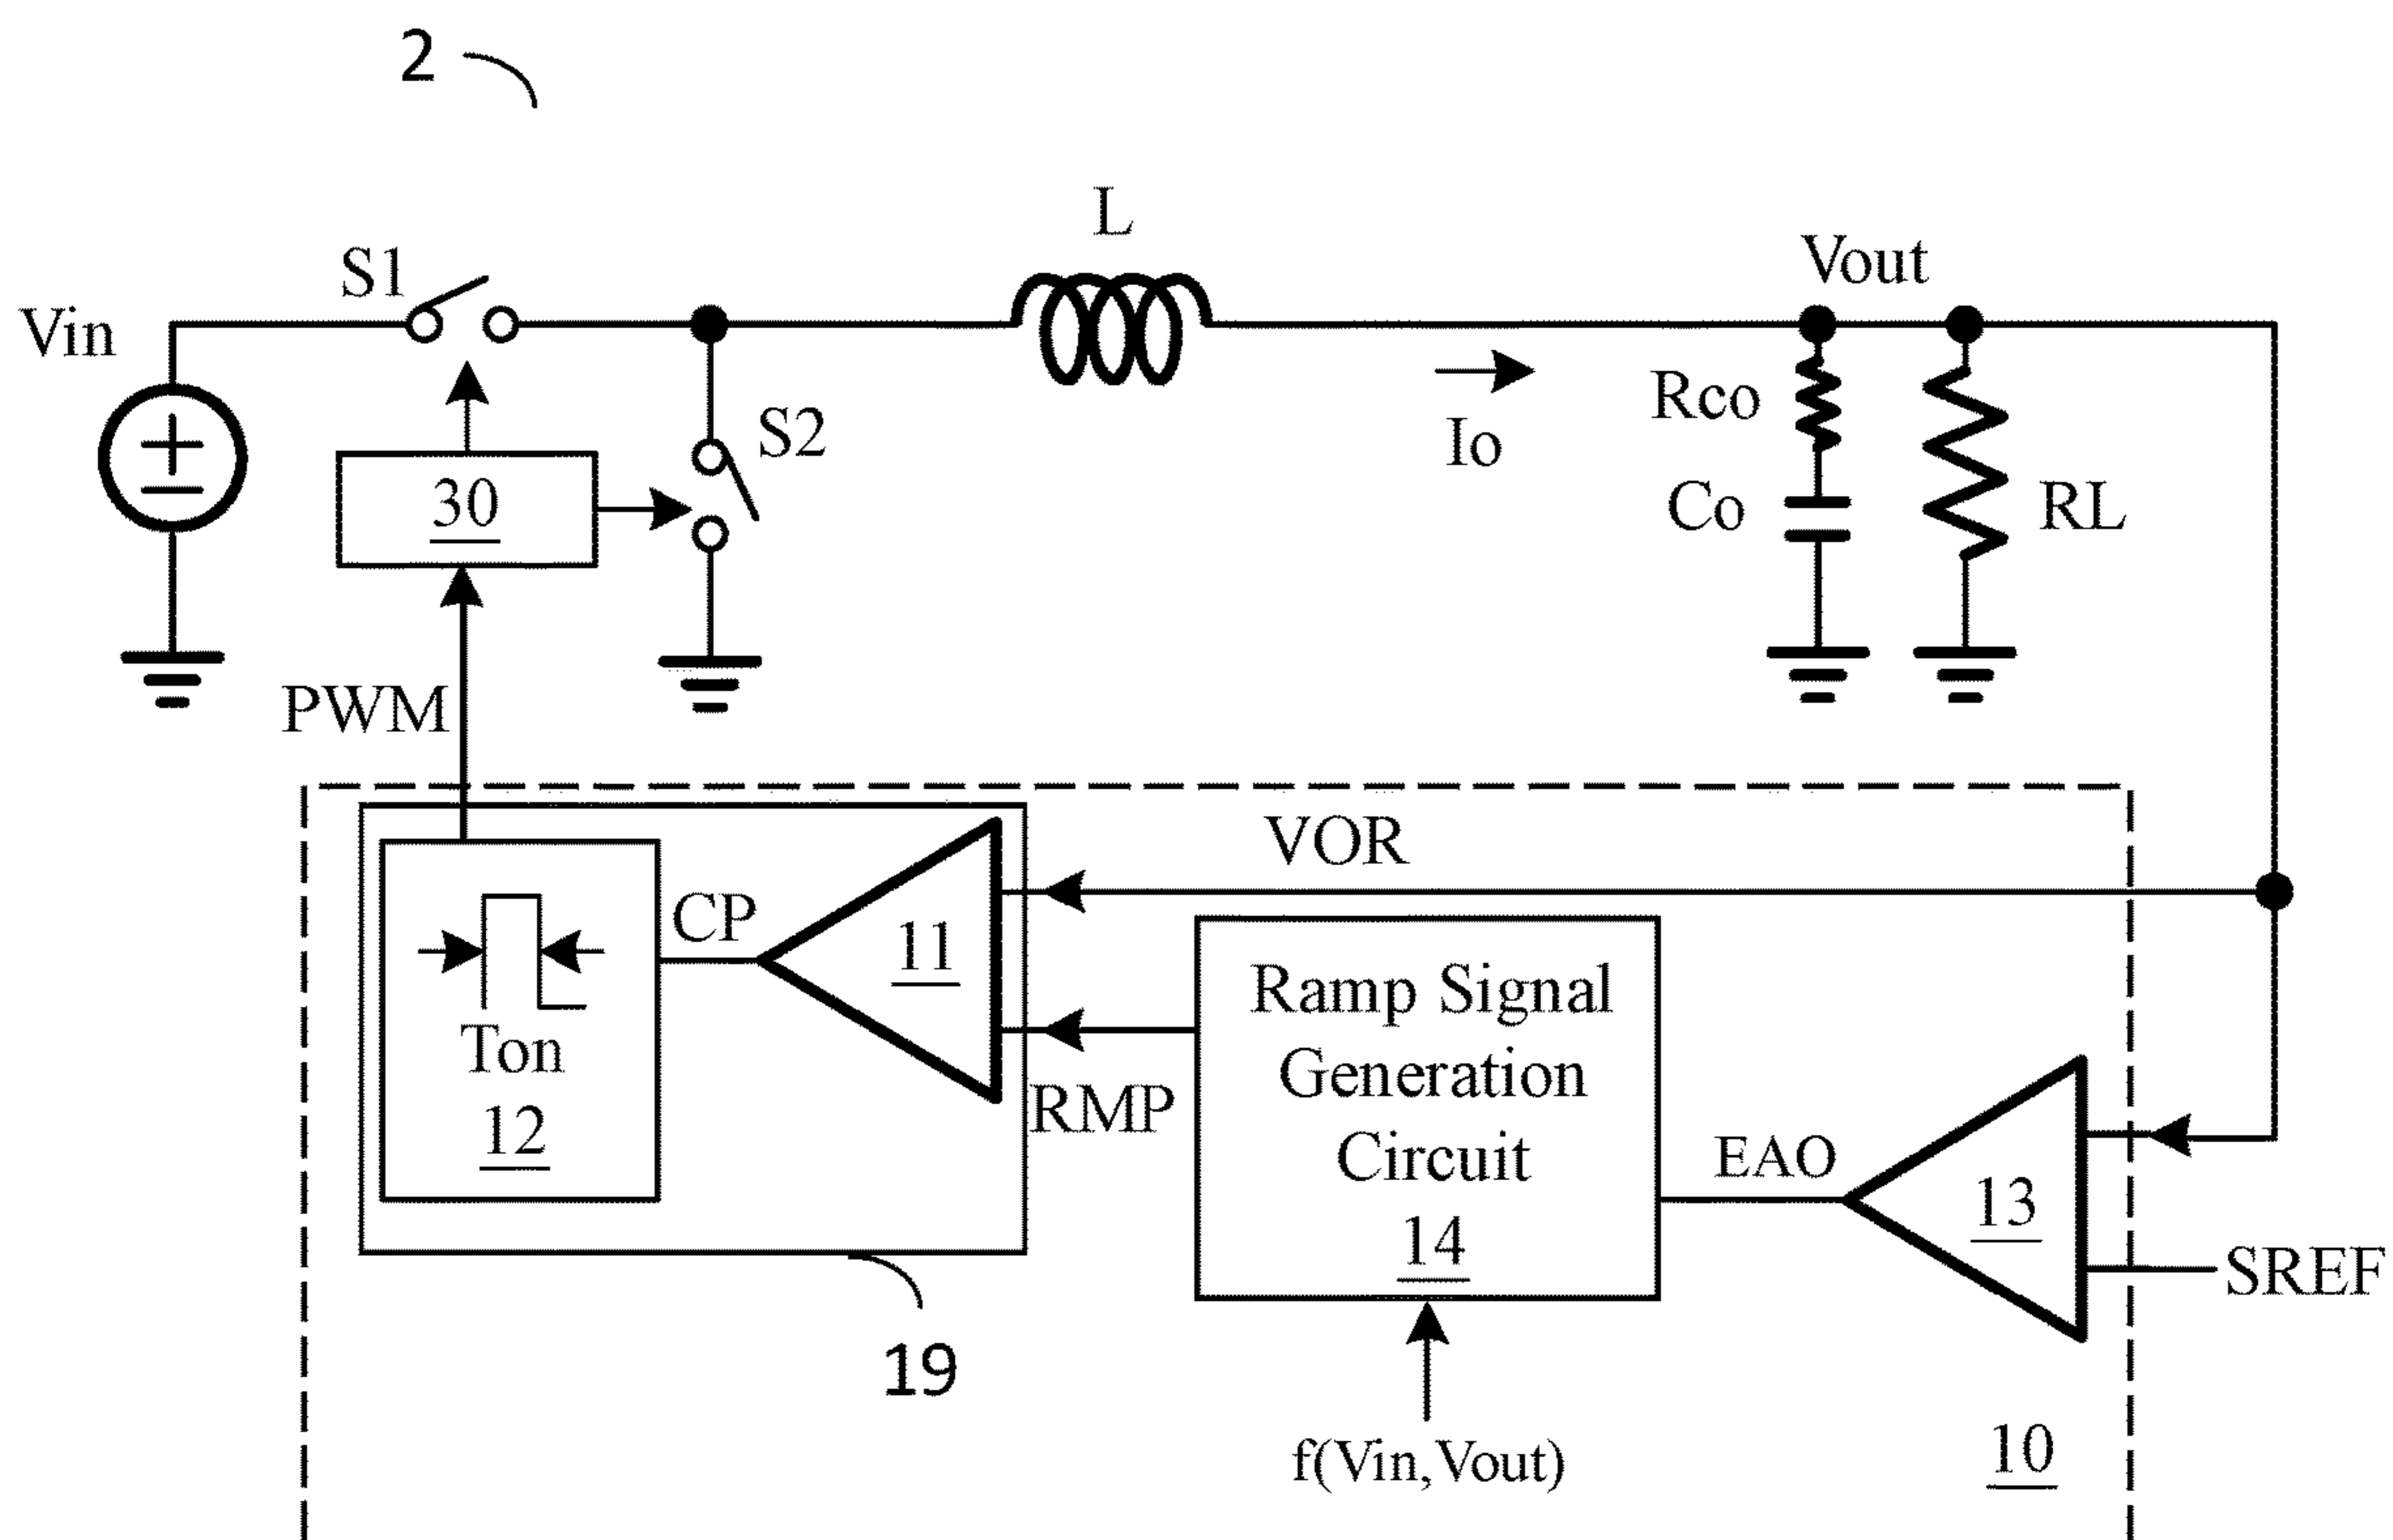 2
L
S1
Vout
Vin
Rco
S2
Io
30
Co
RL
PWM
VOR
CP
11
Ramp Signal
Generation
Circuit
14
Ton
12
RMP
EAO
13
SREF
19
f(Vin,Vout)
10